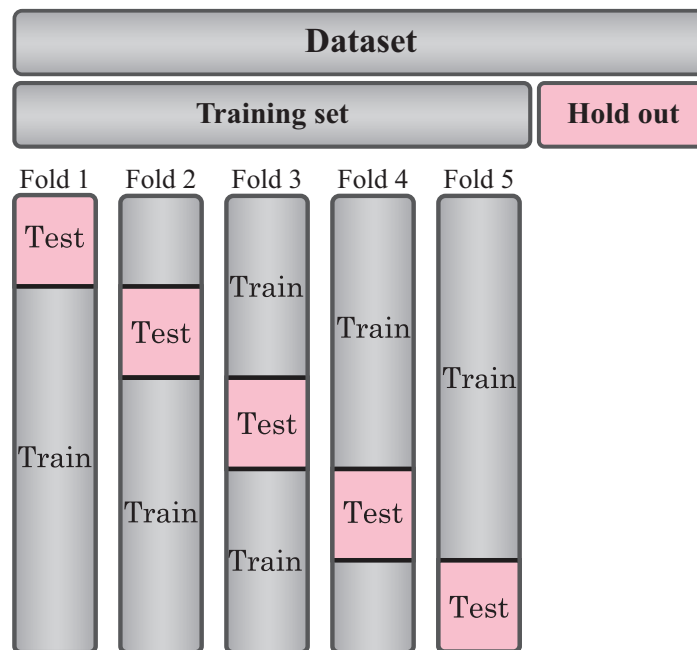 Dataset
Training set Hold out
Fold 1 Fold 2 Fold 3 Fold 4 Fold 5
Test
Train
Test
Train
Train
Test
Train
Train
Test
Train
Test